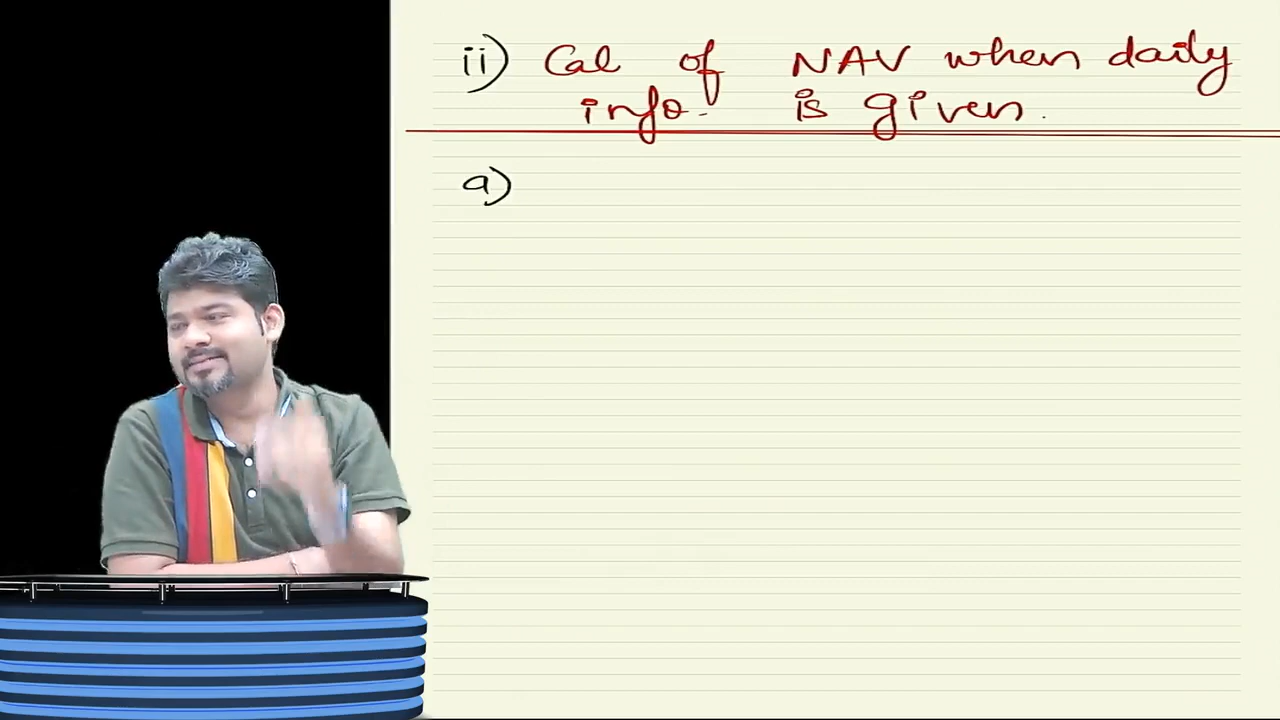 ii) Cal of NAV when daily
info. is given.
a)